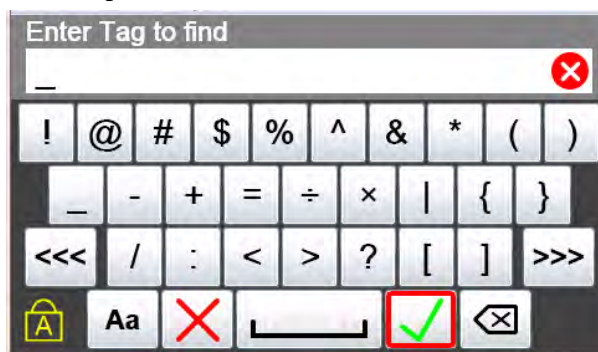 Enter Tag to find
_
! @ # $ % ^ & * ( )
_ - + = ÷ × | { }
<<< / : < > ? [ ] >>>
A Aa